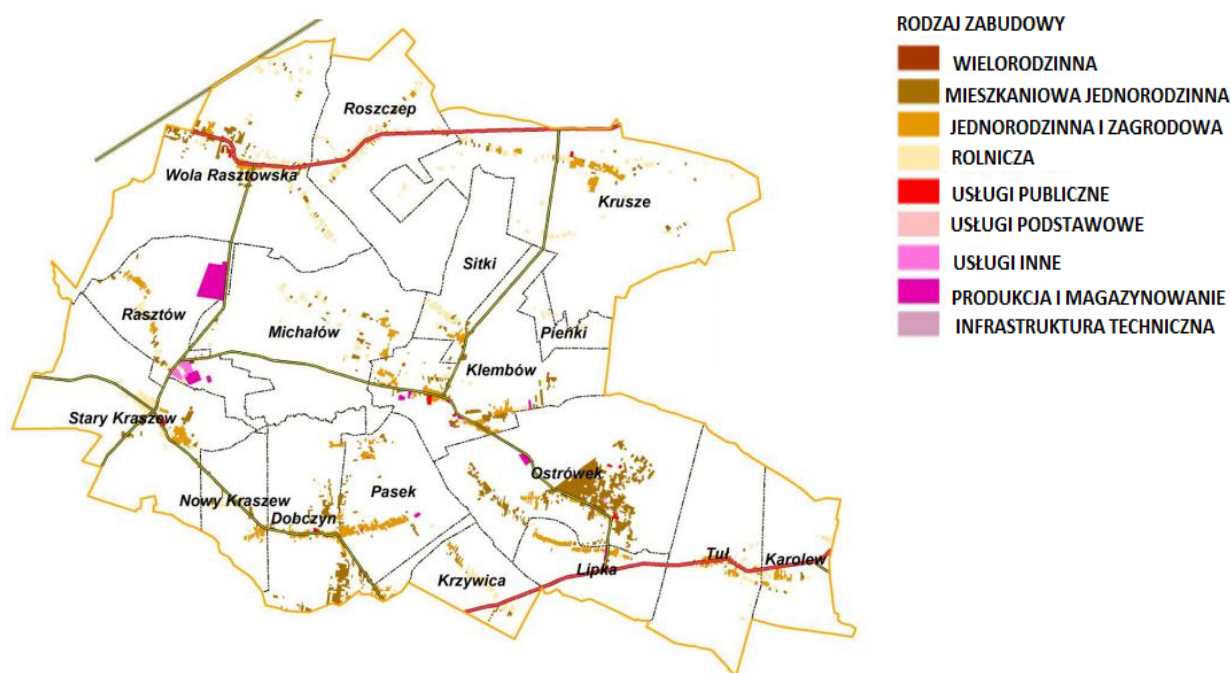 RODZAJ ZABUDOWY
WIELORODZINNA
MIESZKANIOWA JEDNORODZINNA
JEDNORODZINNA I ZAGRODOWA
ROLNICZA
USŁUGI PUBLICZNE
USŁUGI PODSTAWOWE
USŁUGI INNE
PRODUKCJA I MAGAZYNOWANIE
INFRASTRUKTURA TECHNICZNA
Roszczep
Wola Rasztowska
Krusze
Sitki
Rasztów
Michałów
Pieńki
Klembów
Stary Kraszew
Ostrówek
Nowy Kraszew
Pasek
Dobczyn
Tuł
Karolew
Lipka
Krzywica